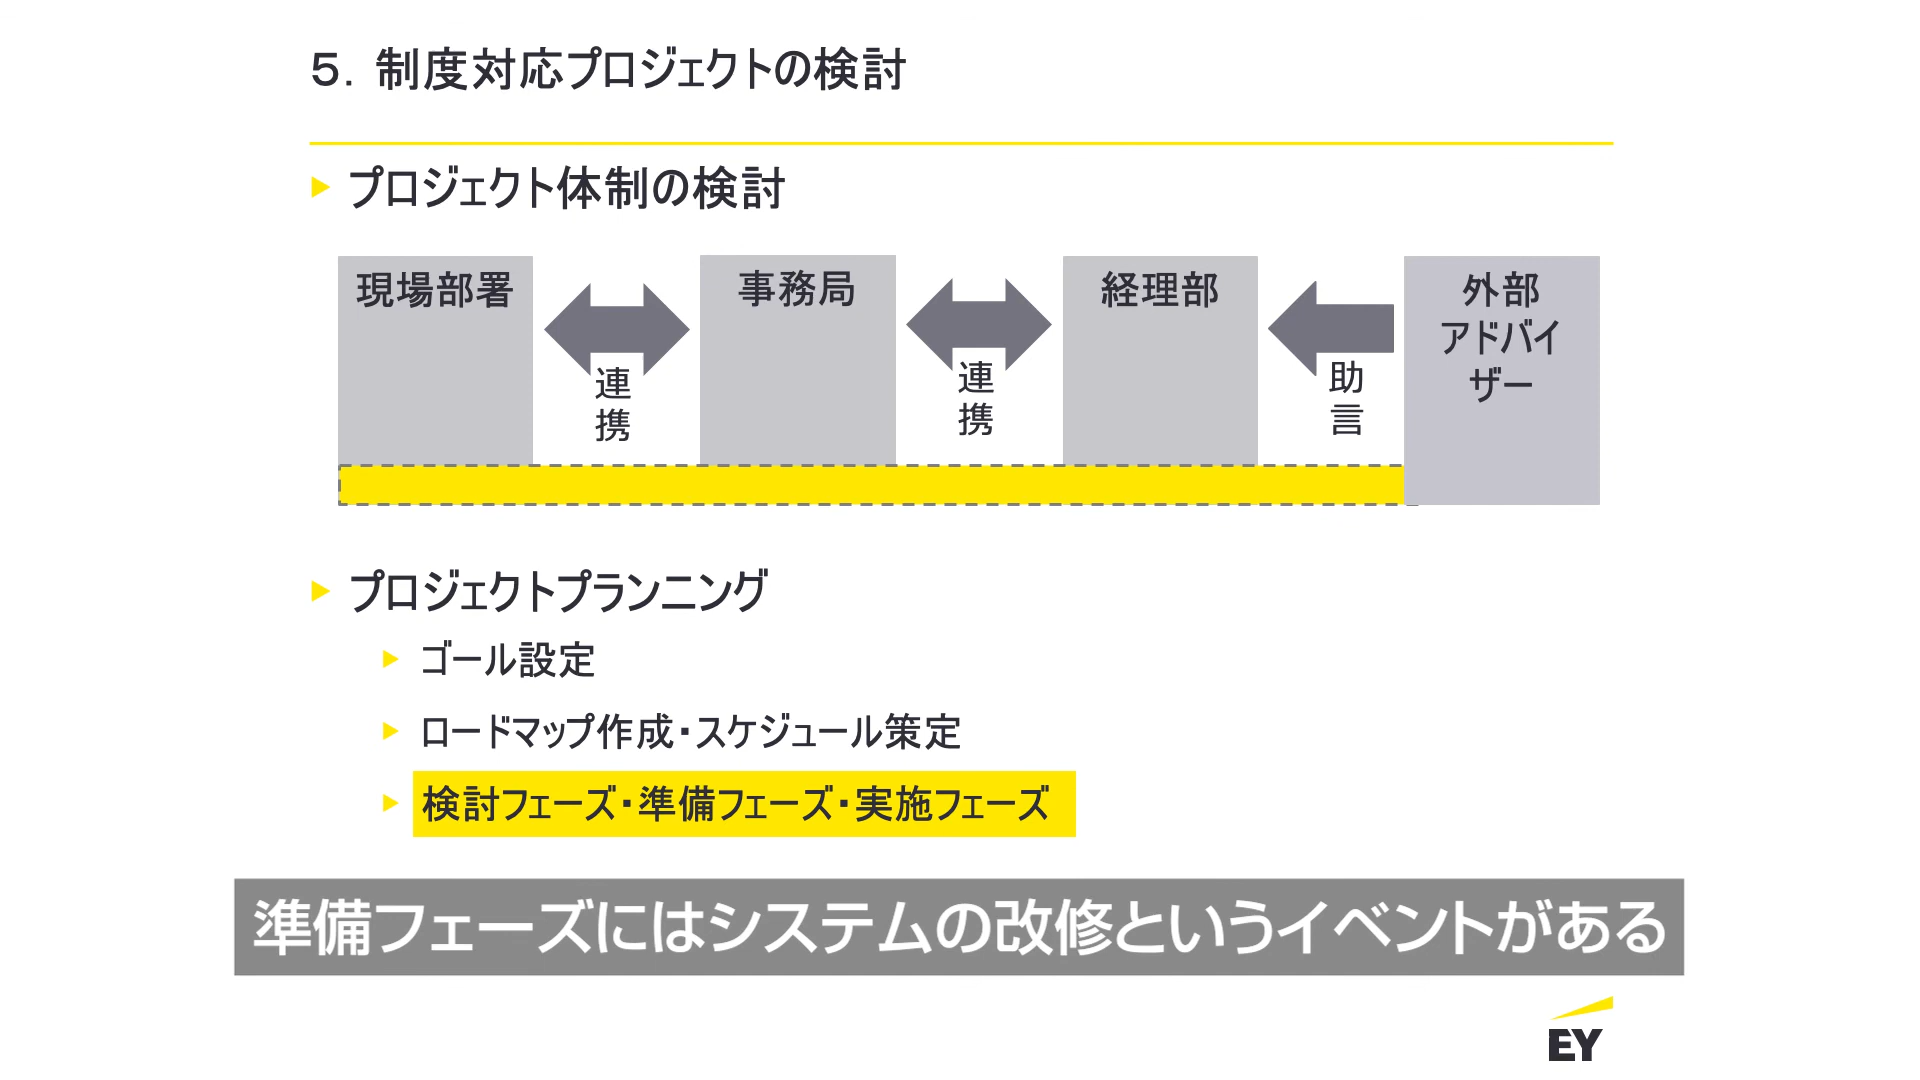 5. 制度対応プロジェクトの検討
プロジェクト体制の検討
現場部署
連携
事務局
連携
経理部
助言
外部
アドバイ
ザー
プロジェクトプランニング
ゴール設定
ロードマップ作成・スケジュール策定
検討フェーズ・準備フェーズ・実施フェーズ
準備フェーズにはシステムの改修というイベントがある
EY